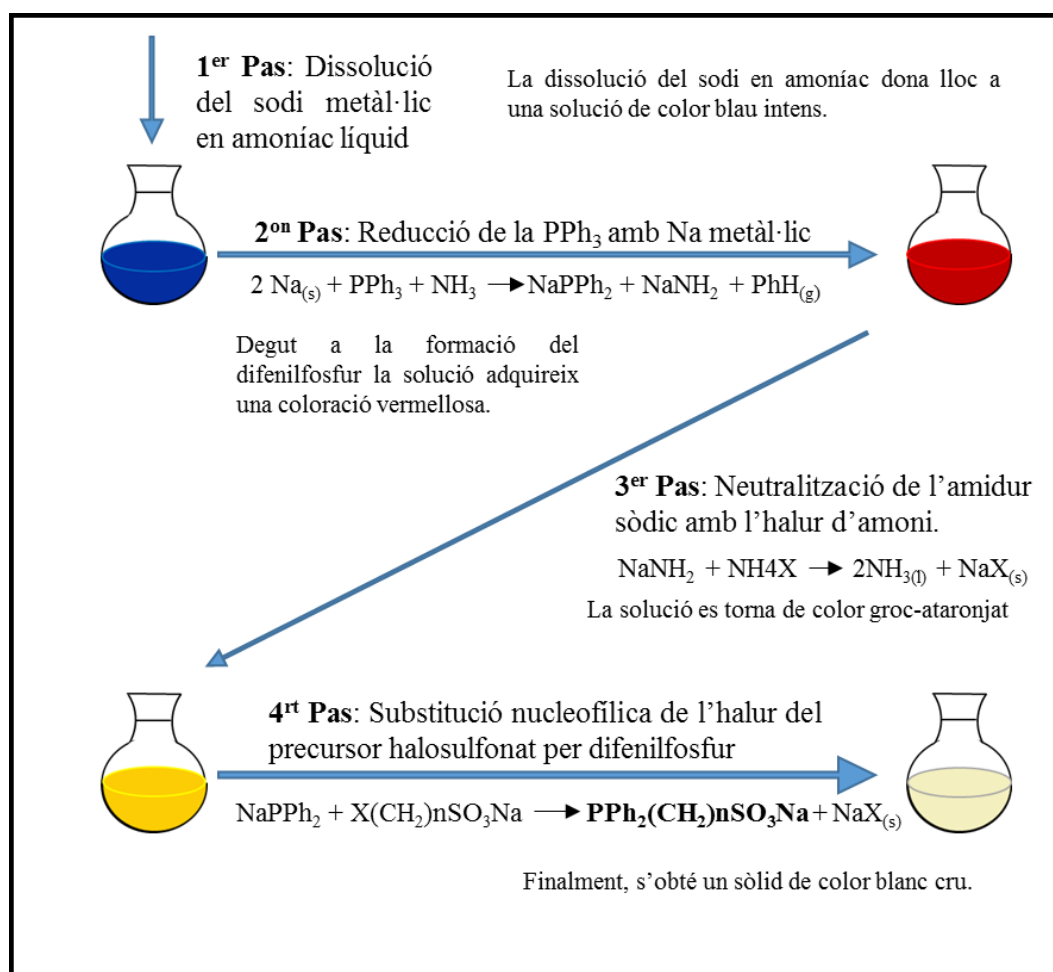 1er Pas: Dissolució
del sodi metàl·lic
en amoníac líquid
La dissolució del sodi en amoníac dona lloc a
una solució de color blau intens.
2on Pas: Reducció de la PPh3 amb Na metàl·lic
2 Na(s) + PPh3 + NH3 → NaPPh2 + NaNH2 + PhH(g)
Degut a la formació del
difenilfosfur la solució adquireix
una coloració vermellosa.
3er Pas: Neutralització de l’amidur
sòdic amb l’halur d’amoni.
NaNH2 + NH4X → 2NH3(l) + NaX(s)
La solució es torna de color groc-ataronjat
4rt Pas: Substitució nucleofílica de l’halur del
precursor halosulfonat per difenilfosfur
NaPPh2 + X(CH2)nSO3Na → PPh2(CH2)nSO3Na + NaX(s)
Finalment, s’obté un sòlid de color blanc cru.